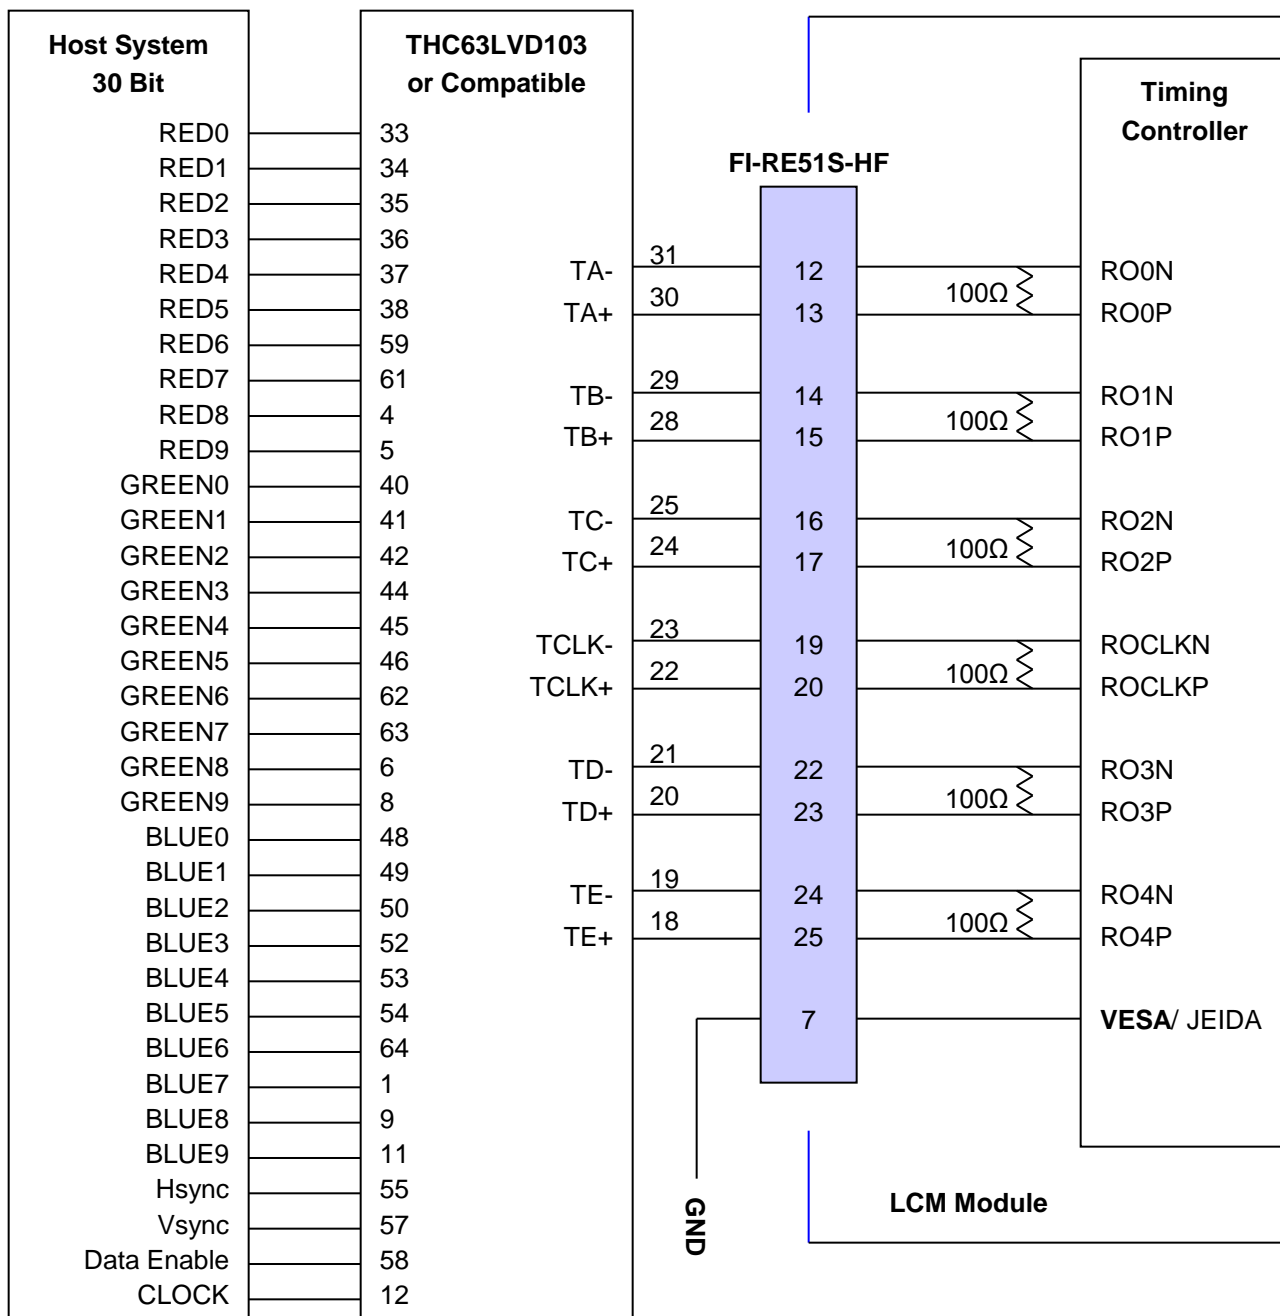 Host System
30 Bit
THC63LVD103
or Compatible
Timing
Controller
FI-RE51S-HF
RED0 33
RED1 34
RED2 35
RED3 36
RED4 37
RED5 38
RED6 59
RED7 61
RED8 4
RED9 5
GREEN0 40
GREEN1 41
GREEN2 42
GREEN3 44
GREEN4 45
GREEN5 46
GREEN6 62
GREEN7 63
GREEN8 6
GREEN9 8
BLUE0 48
BLUE1 49
BLUE2 50
BLUE3 52
BLUE4 53
BLUE5 54
BLUE6 64
BLUE7 1
BLUE8 9
BLUE9 11
Hsync 55
Vsync 57
Data Enable 58
CLOCK 12
TA- 31 12 RO0N
100Ω
TA+ 30 13 RO0P
TB- 29 14 RO1N
100Ω
TB+ 28 15 RO1P
TC- 25 16 RO2N
100Ω
TC+ 24 17 RO2P
TCLK- 23 19 ROCLKN
100Ω
TCLK+ 22 20 ROCLKP
TD- 21 22 RO3N
100Ω
TD+ 20 23 RO3P
TE- 19 24 RO4N
100Ω
TE+ 18 25 RO4P
7 VESA/ JEIDA
GND
LCM Module